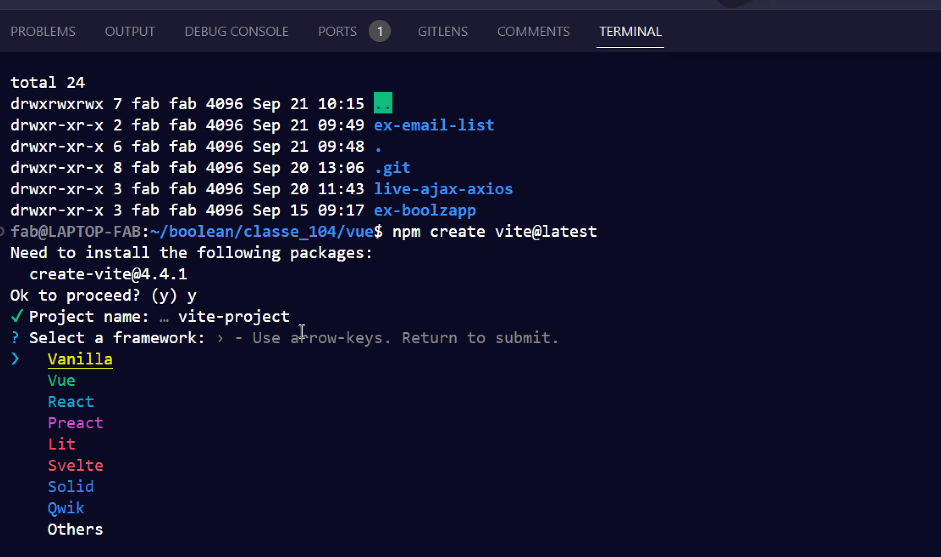 PROBLEMS OUTPUT DEBUG CONSOLE PORTS 1 GITLENS COMMENTS TERMINAL
total 24
drwxrwxrwx 7 fab fab 4096 Sep 21 10:15 ..
drwxr-xr-x 2 fab fab 4096 Sep 21 09:49 ex-email-list
drwxr-xr-x 6 fab fab 4096 Sep 21 09:48 .
drwxr-xr-x 8 fab fab 4096 Sep 20 13:06 .git
drwxr-xr-x 3 fab fab 4096 Sep 20 11:43 live-ajax-axios
drwxr-xr-x 3 fab fab 4096 Sep 15 09:17 ex-boolzapp
fab@LAPTOP-FAB:~/boolean/classe_104/vue$ npm create vite@latest
Need to install the following packages:
create-vite@4.4.1
Ok to proceed? (y) y
✓ Project name: … vite-project
? Select a framework: › - Use arrow-keys. Return to submit.
❯ Vanilla
Vue
React
Preact
Lit
Svelte
Solid
Qwik
Others